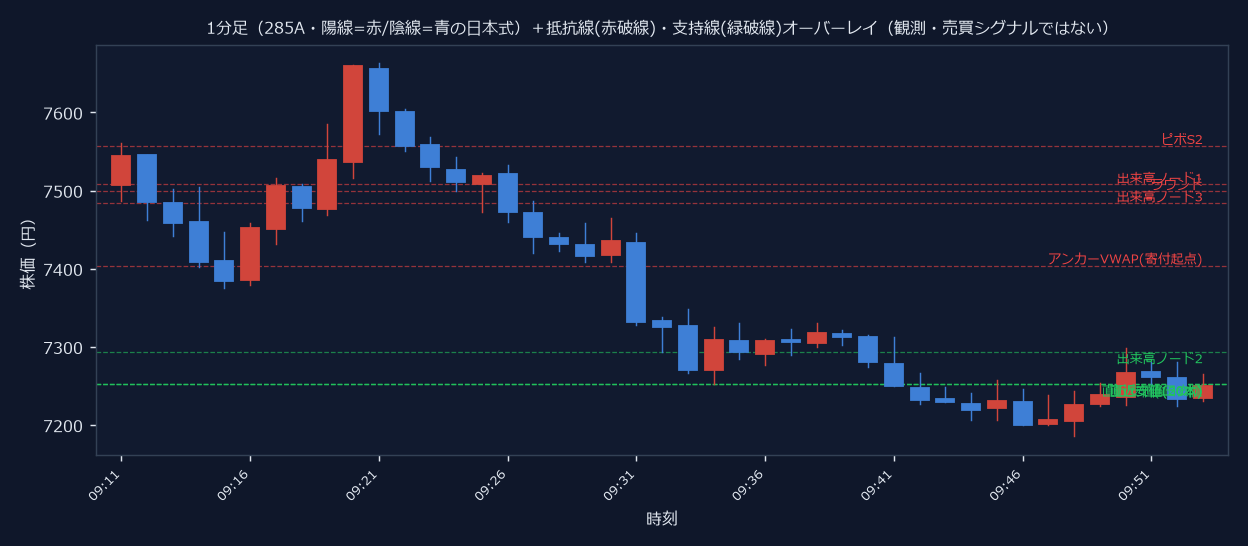 1分足（285A・陽線=赤/陰線=青の日本式）＋抵抗線(赤破線)・支持線(緑破線)オーバーレイ（観測・売買シグナルではない）
株価（円）
7600
7500
7400
7300
7200
ピボS2
出来高ノード1
ラウンド
出来高ノード3
アンカーVWAP(寄付起点)
出来高ノード2
09:11
09:16
09:21
09:26
09:31
09:36
09:41
09:46
09:51
時刻